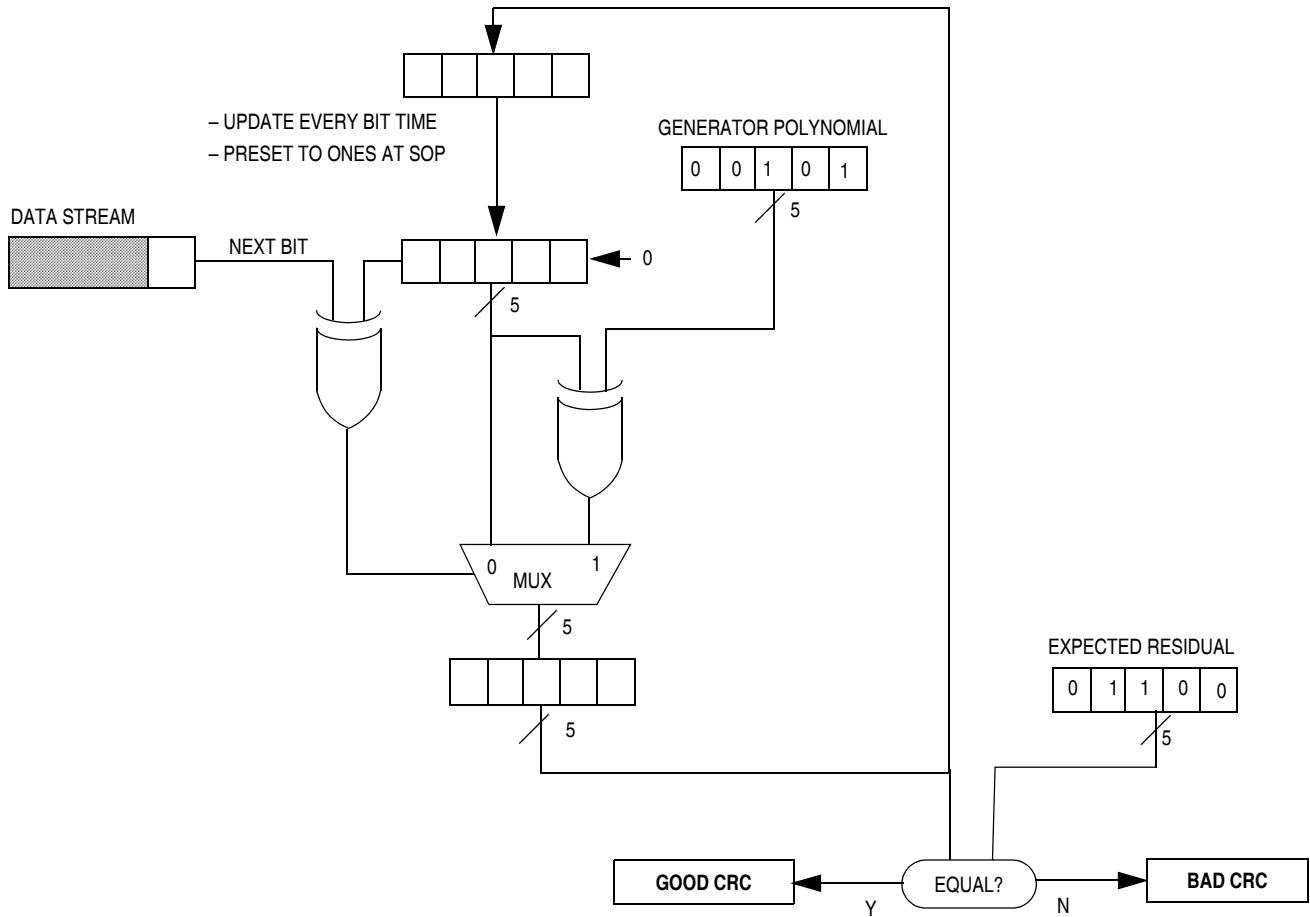 – UPDATE EVERY BIT TIME
– PRESET TO ONES AT SOP
GENERATOR POLYNOMIAL
0 0 1 0 1
5
DATA STREAM
NEXT BIT
0
5
0 1
MUX
5
5
EXPECTED RESIDUAL
0 1 1 0 0
5
GOOD CRC
EQUAL?
BAD CRC
Y
N